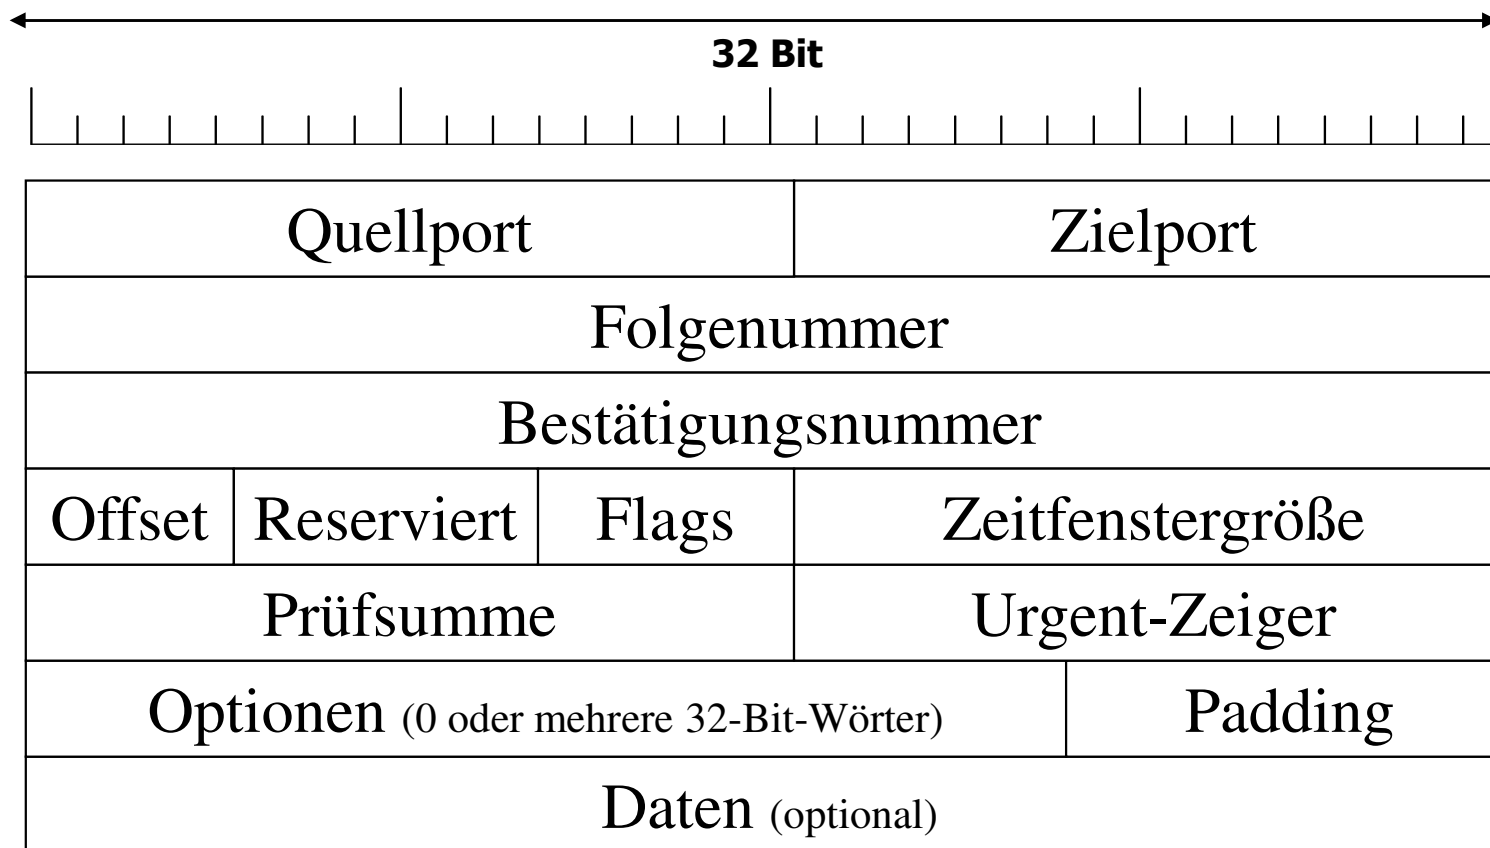 32 Bit
Quellport Zielport
Folgenummer
Bestätigungsnummer
Offset Reserviert Flags Zeitfenstergröße
Prüfsumme Urgent-Zeiger
Optionen (0 oder mehrere 32-Bit-Wörter) Padding
Daten (optional)